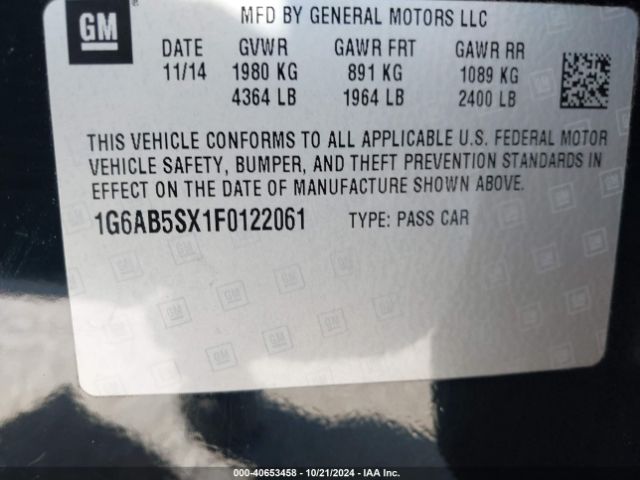 GM
MFD BY GENERAL MOTORS LLC
DATE GVWR GAWR FRT GAWR RR
11/14 1980 KG 891 KG 1089 KG
4364 LB 1964 LB 2400 LB
THIS VEHICLE CONFORMS TO ALL APPLICABLE U.S. FEDERAL MOTOR
VEHICLE SAFETY, BUMPER, AND THEFT PREVENTION STANDARDS IN
EFFECT ON THE DATE OF MANUFACTURE SHOWN ABOVE.
1G6AB5SX1F0122061 TYPE: PASS CAR
000-40653458 - 10/21/2024 - IAA Inc.